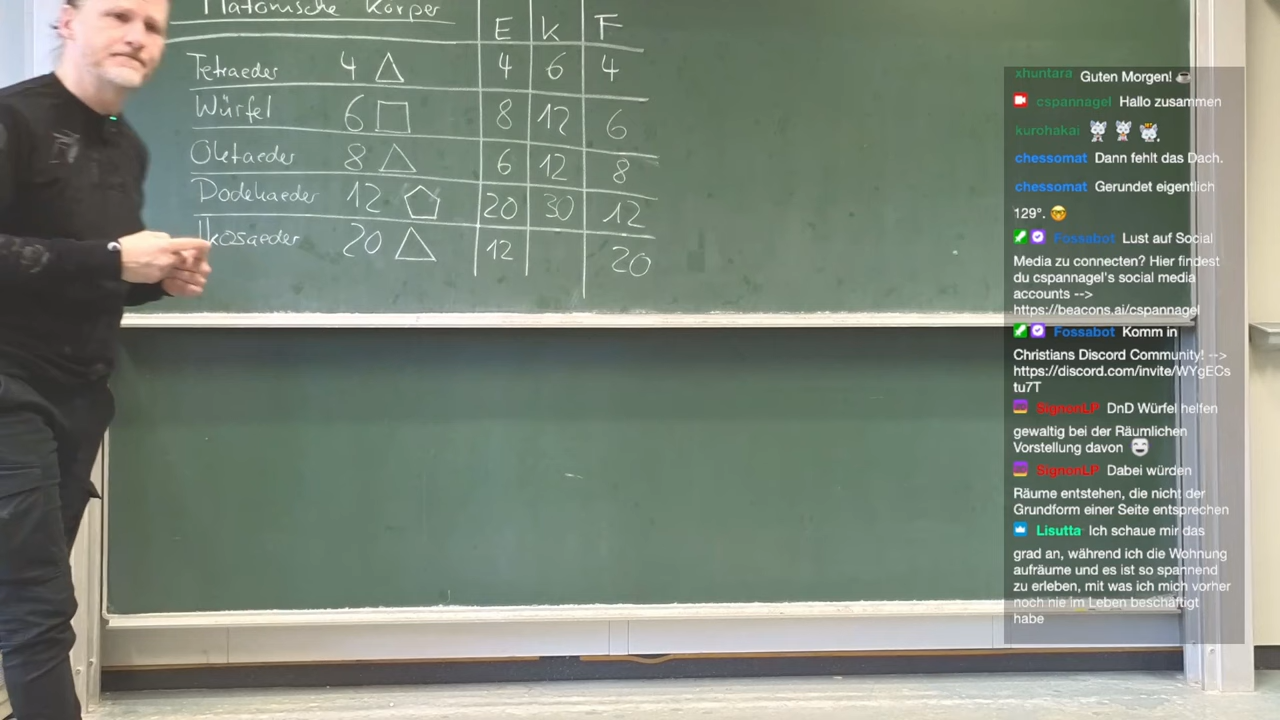 Platonische Körper
E K F
Tetraeder 4 4 6 4
Würfel 6 8 12 6
Oktaeder 8 6 12 8
Dodekaeder 12 20 30 12
Ikosaeder 20 12 20
xhuntara Guten Morgen!
cspannagel Hallo zusammen
kurohakai
chessomat Dann fehlt das Dach.
chessomat Gerundet eigentlich
129°.
Fossabot Lust auf Social
Media zu connecten? Hier findest
du cspannagel's social media
accounts -->
https://beacons.ai/cspannagel
Fossabot Komm in
Christians Discord Community! -->
https://discord.com/invite/WYgECs
tu7T
SignonLP DnD Würfel helfen
gewaltig bei der Räumlichen
Vorstellung davon
SignonLP Dabei würden
Räume entstehen, die nicht der
Grundform einer Seite entsprechen
Lisutta Ich schaue mir das
grad an, während ich die Wohnung
aufräume und es ist so spannend
zu erleben, mit was ich mich vorher
noch nie im Leben beschäftigt
habe